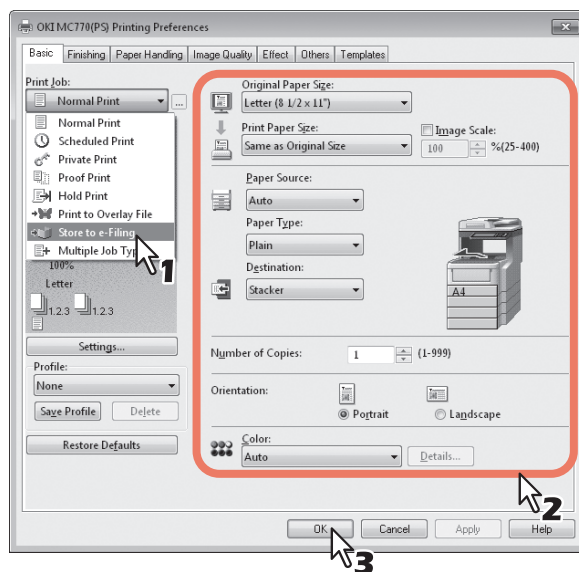 OKI MC770(PS) Printing Preferences
Basic Finishing Paper Handling Image Quality Effect Others Templates
Print Job:
Normal Print ...
Normal Print
Scheduled Print
Private Print
Proof Print
Hold Print
Print to Overlay File
Store to e-Filing
Multiple Job Typ
1
100%
Letter
1.2.3 1.2.3
Settings...
Profile:
None
Save Profile Delete
Restore Defaults
Original Paper Size:
Letter (8 1/2 x 11")
Print Paper Size:
Same as Original Size
Image Scale:
100 %(25-400)
Paper Source:
Auto
Paper Type:
Plain
Destination:
Stacker
A4
Number of Copies: 1 (1-999)
Orientation:
Portrait Landscape
Color:
Auto Details...
2
OK Cancel Apply Help
3